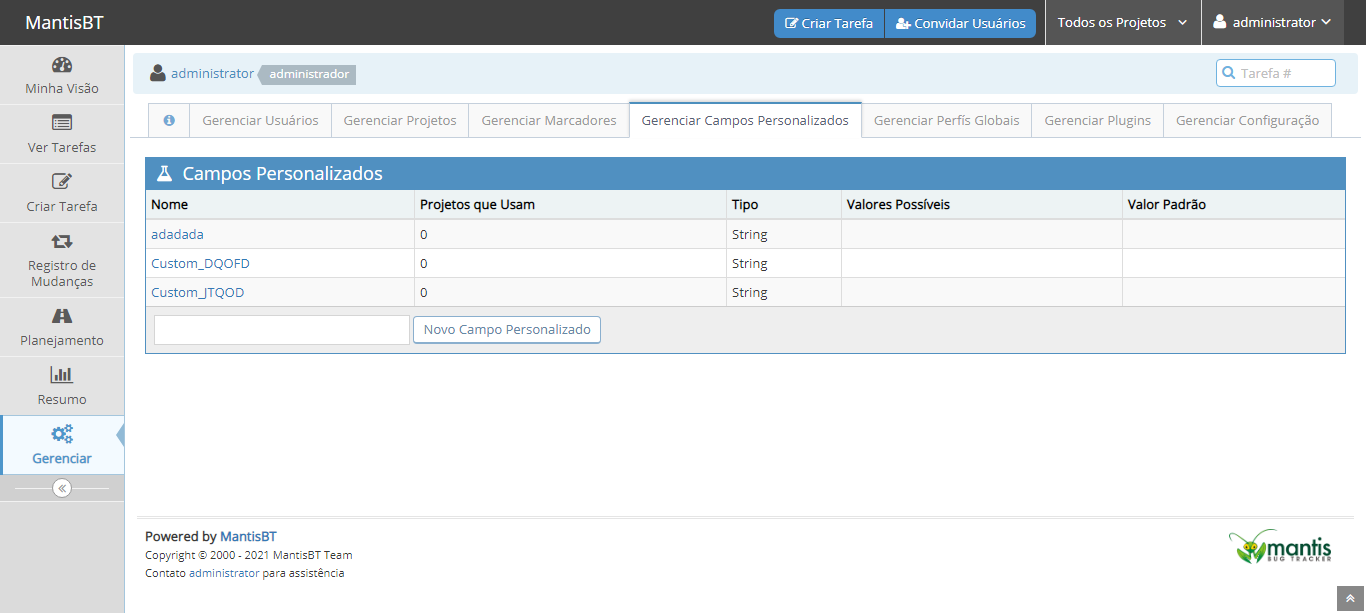 MantisBT
Criar Tarefa Convidar Usuários Todos os Projetos administrator
Minha Visão
Ver Tarefas
Criar Tarefa
Registro de
Mudanças
Planejamento
Resumo
Gerenciar
administrator administrador Tarefa #
Gerenciar Usuários Gerenciar Projetos Gerenciar Marcadores Gerenciar Campos Personalizados Gerenciar Perfís Globais Gerenciar Plugins Gerenciar Configuração
Campos Personalizados
Nome Projetos que Usam Tipo Valores Possíveis Valor Padrão
adadada 0 String
Custom_DQOFD 0 String
Custom_JTQOD 0 String
Novo Campo Personalizado
Powered by MantisBT
Copyright © 2000 - 2021 MantisBT Team
Contato administrator para assistência
mantis
BUG TRACKER